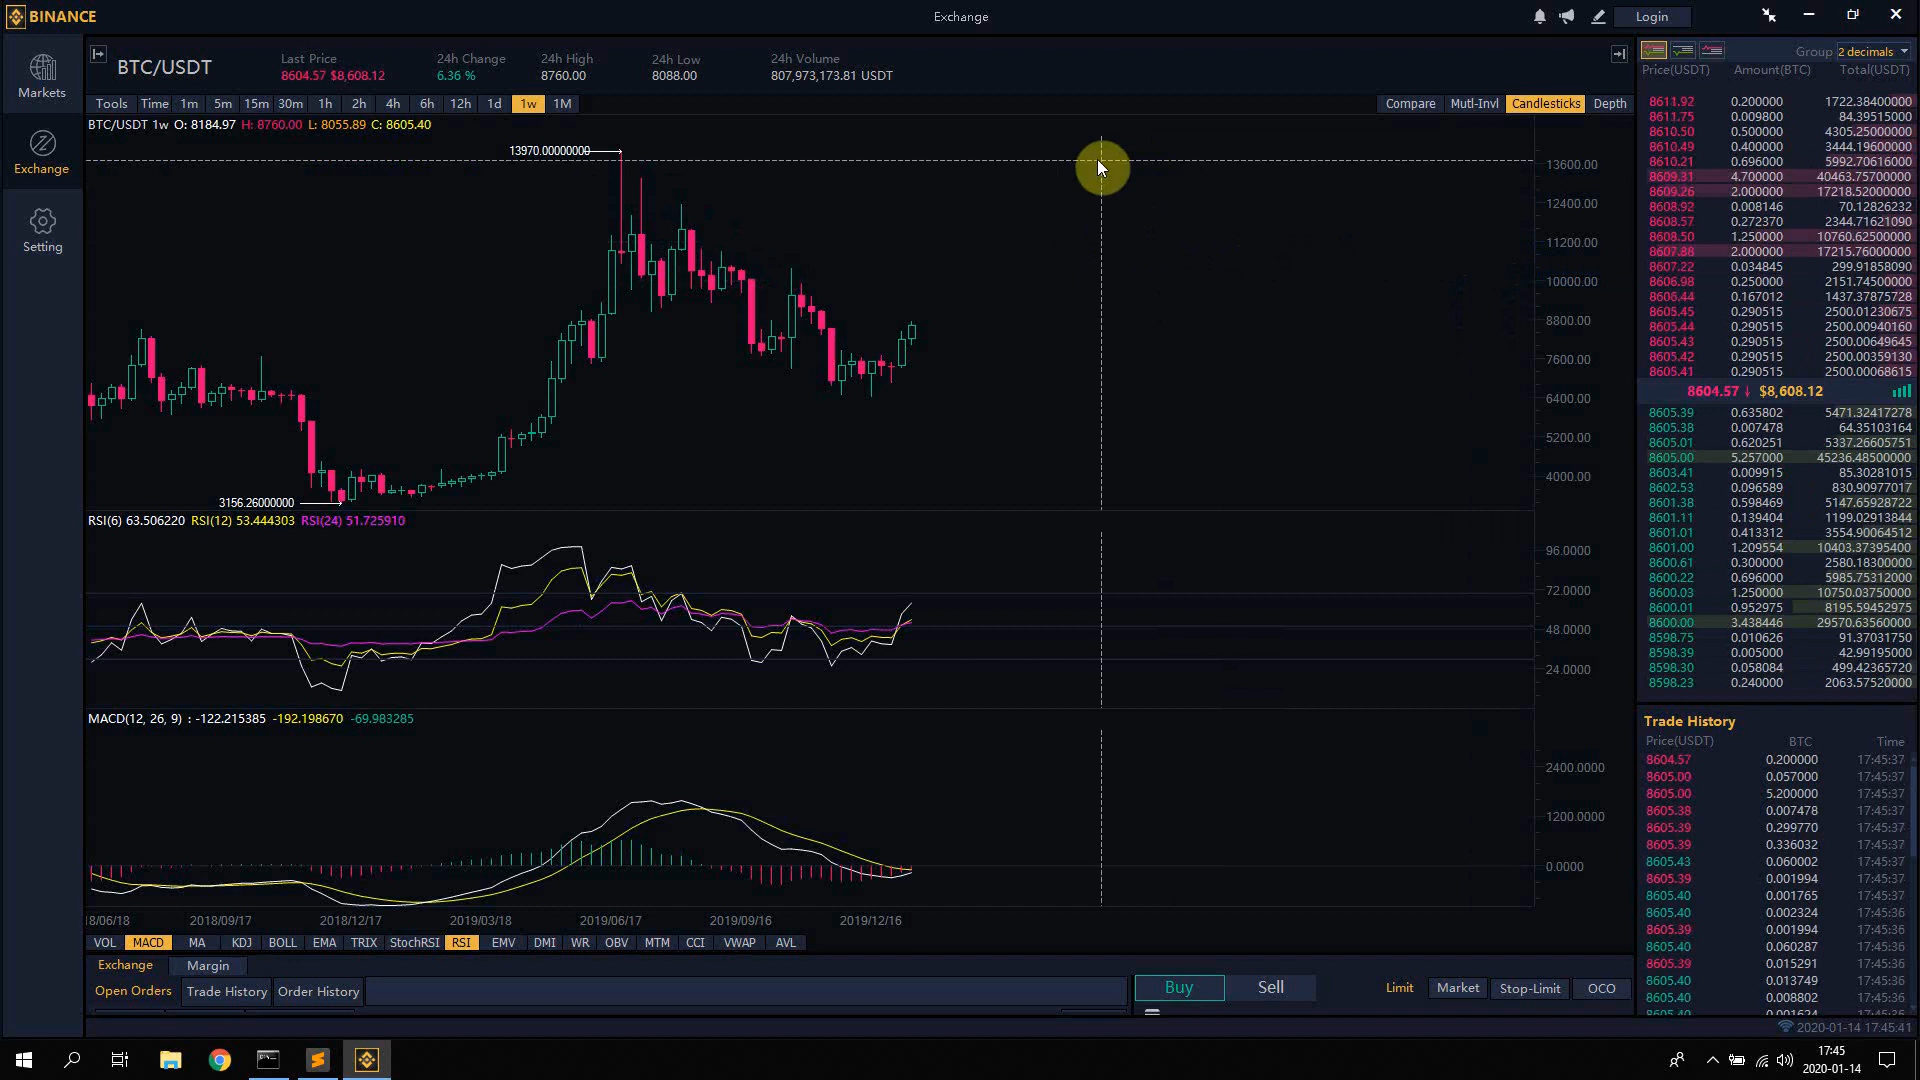 BINANCE
Exchange
Login
Markets
Exchange
Setting
BTC/USDT
Last Price
8604.57 $8,608.12
24h Change
6.36 %
24h High
8760.00
24h Low
8088.00
24h Volume
807,973,173.81 USDT
Tools Time 1m 5m 15m 30m 1h 2h 4h 6h 12h 1d 1w 1M
Compare Mutl-Invl Candlesticks Depth
BTC/USDT 1w O: 8184.97 H: 8760.00 L: 8055.89 C: 8605.40
13970.00000000
3156.26000000
13600.00
12400.00
11200.00
10000.00
8800.00
7600.00
6400.00
5200.00
4000.00
RSI(6) 63.506220 RSI(12) 53.444303 RSI(24) 51.725910
96.0000
72.0000
48.0000
24.0000
MACD(12, 26, 9) : -122.215385 -192.198670 -69.983285
2400.0000
1200.0000
0.0000
18/06/18 2018/09/17 2018/12/17 2019/03/18 2019/06/17 2019/09/16 2019/12/16
VOL MACD MA KDJ BOLL EMA TRIX StochRSI RSI EMV DMI WR OBV MTM CCI VWAP AVL
Exchange Margin
Open Orders Trade History Order History
Buy Sell
Limit Market Stop-Limit OCO
Group 2 decimals
Price(USDT) Amount(BTC) Total(USDT)
8611.92 0.200000 1722.38400000
8611.75 0.009800 84.39515000
8610.50 0.500000 4305.25000000
8610.49 0.400000 3444.19600000
8610.21 0.696000 5992.70616000
8609.31 4.700000 40463.75700000
8609.26 2.000000 17218.52000000
8608.92 0.008146 70.12826232
8608.57 0.272370 2344.71621090
8608.50 1.250000 10760.62500000
8607.88 2.000000 17215.76000000
8607.22 0.034845 299.91858090
8606.98 0.250000 2151.74500000
8606.44 0.167012 1437.37875728
8605.45 0.290515 2500.01230675
8605.44 0.290515 2500.00940160
8605.43 0.290515 2500.00649645
8605.42 0.290515 2500.00359130
8605.41 0.290515 2500.00068615
8604.57↓ $8,608.12
8605.39 0.635802 5471.32417278
8605.38 0.007478 64.35103164
8605.01 0.620251 5337.26605751
8605.00 5.257000 45236.48500000
8603.41 0.009915 85.30281015
8602.53 0.096589 830.90977017
8601.38 0.598469 5147.65928722
8601.11 0.139404 1199.02913844
8601.01 0.413312 3554.90064512
8601.00 1.209554 10403.37395400
8600.61 0.300000 2580.18300000
8600.22 0.696000 5985.75312000
8600.03 1.250000 10750.03750000
8600.01 0.952975 8195.59452975
8600.00 3.438446 29570.63560000
8598.75 0.010626 91.37031750
8598.39 0.005000 42.99195000
8598.30 0.058084 499.42365720
8598.23 0.240000 2063.57520000
Trade History
Price(USDT) BTC Time
8604.57 0.200000 17:45:37
8605.00 0.057000 17:45:37
8605.00 5.200000 17:45:37
8605.38 0.007478 17:45:37
8605.39 0.299770 17:45:37
8605.39 0.336032 17:45:37
8605.43 0.060002 17:45:37
8605.39 0.001994 17:45:37
8605.40 0.001765 17:45:37
8605.40 0.002324 17:45:36
8605.39 0.001994 17:45:36
8605.40 0.060287 17:45:36
8605.39 0.015291 17:45:36
8605.40 0.013749 17:45:36
8605.40 0.008802 17:45:36
8605.40 0.001624 17:45:36
2020-01-14 17:45:41
17:45
2020-01-14